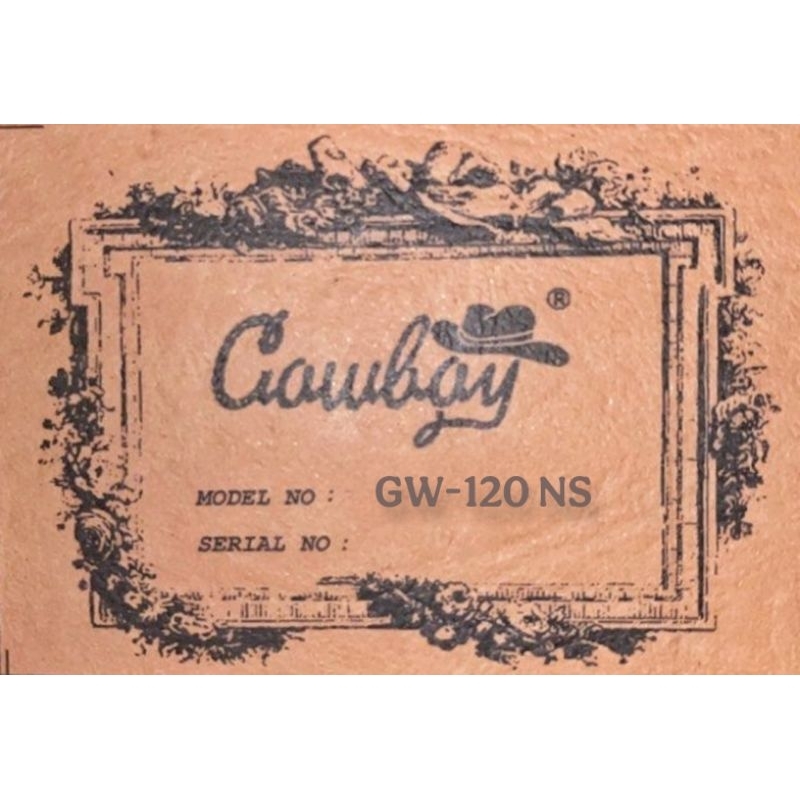 Cowboy ®
MODEL NO : GW-120 NS
SERIAL NO :